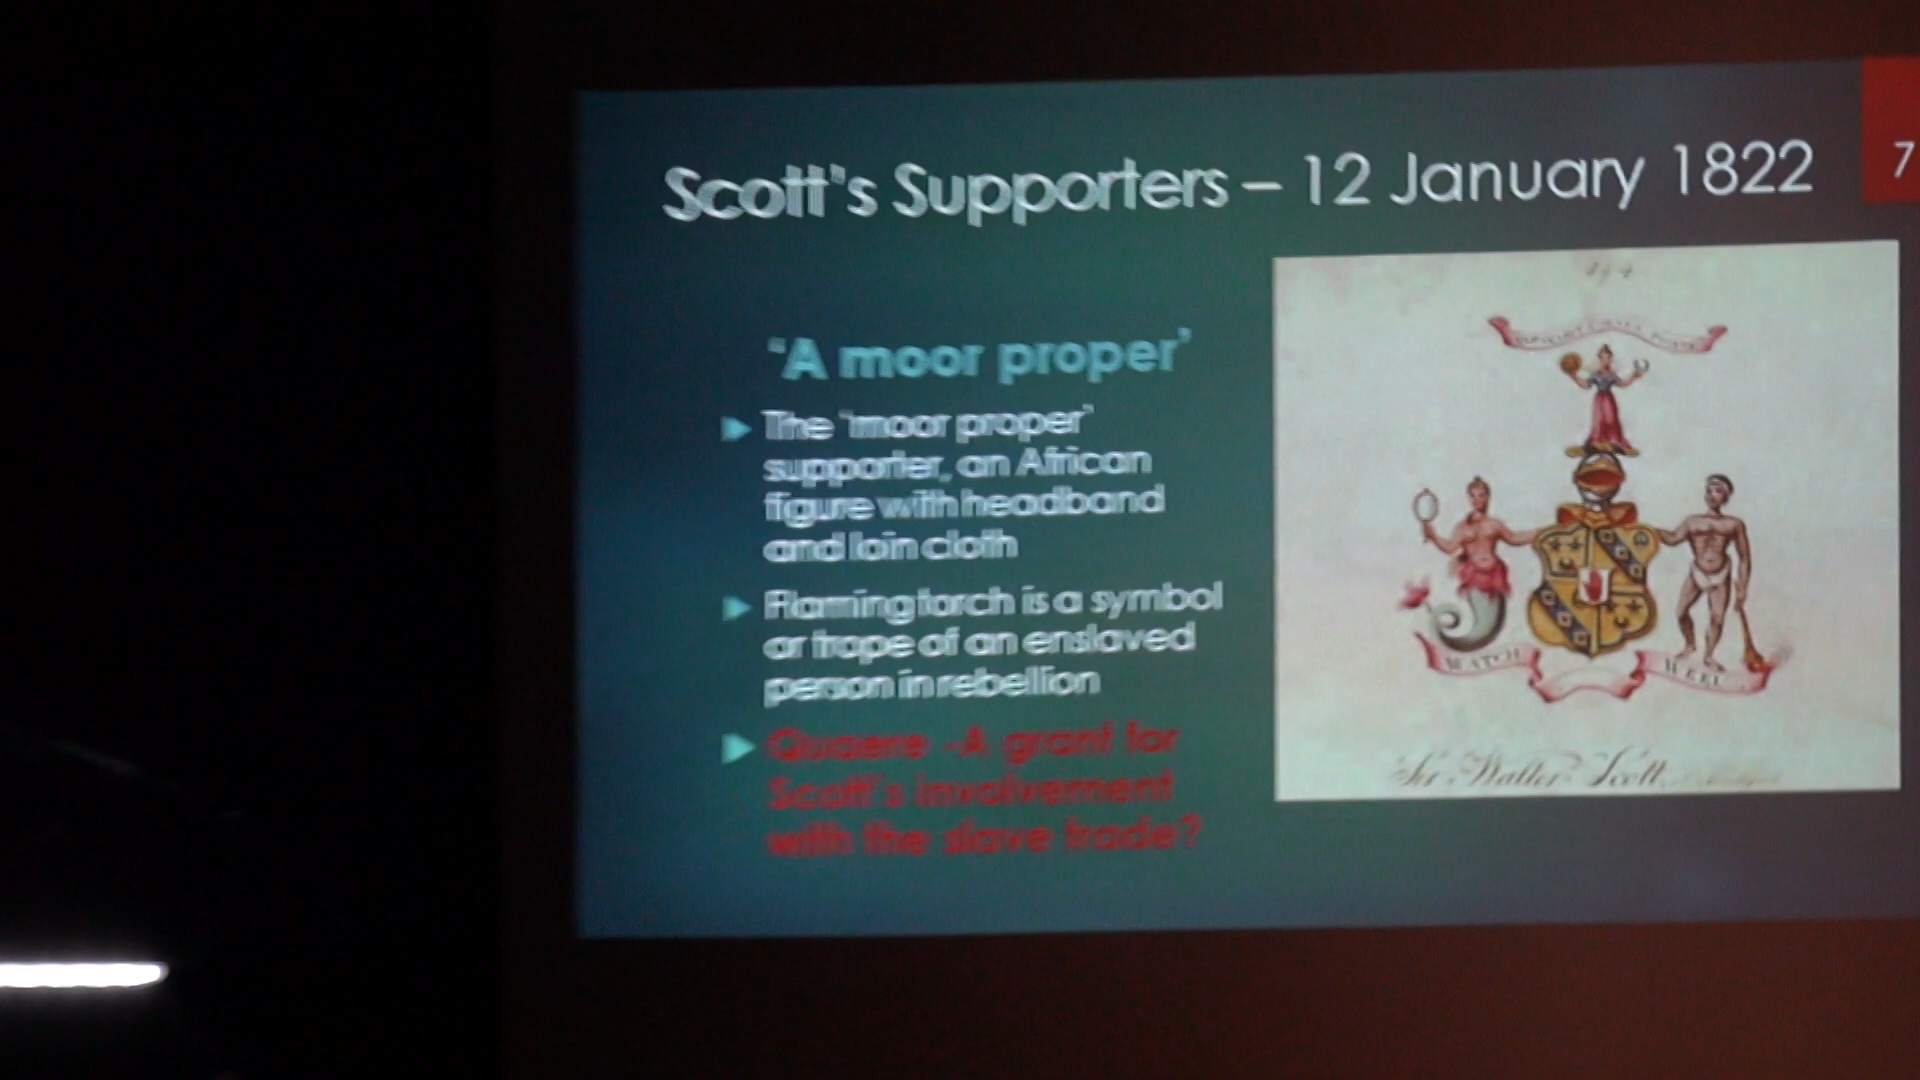 Scott's Supporters – 12 January 1822
7
'A moor proper'
The 'moor proper'
supporter, an African
figure with headband
and loin cloth
Flaming torch is a symbol
or trope of an enslaved
person in rebellion
Quaere -A grant for
Scott's involvement
with the slave trade?
WATCH
WEEL
Sir Walter Scott